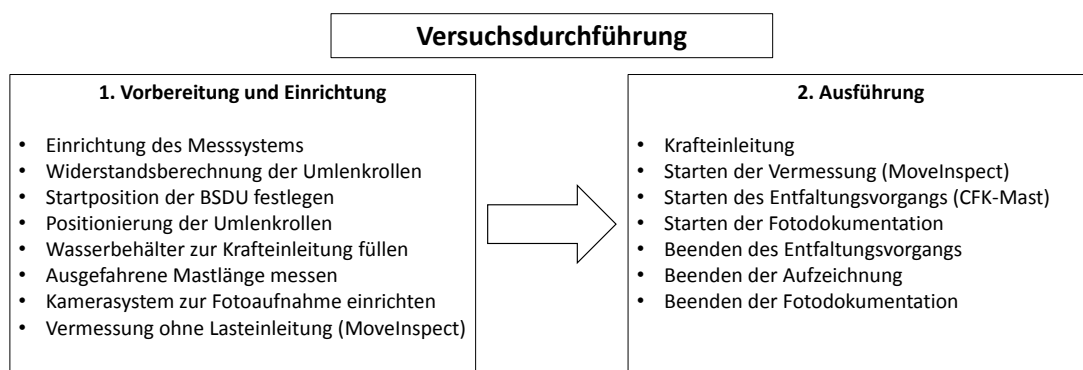 Versuchsdurchführung
1. Vorbereitung und Einrichtung
• Einrichtung des Messsystems
• Widerstandsberechnung der Umlenkrollen
• Startposition der BSDU festlegen
• Positionierung der Umlenkrollen
• Wasserbehälter zur Krafteinleitung füllen
• Ausgefahrene Mastlänge messen
• Kamerasystem zur Fotoaufnahme einrichten
• Vermessung ohne Lasteinleitung (MoveInspect)
2. Ausführung
• Krafteinleitung
• Starten der Vermessung (MoveInspect)
• Starten des Entfaltungsvorgangs (CFK-Mast)
• Starten der Fotodokumentation
• Beenden des Entfaltungsvorgangs
• Beenden der Aufzeichnung
• Beenden der Fotodokumentation